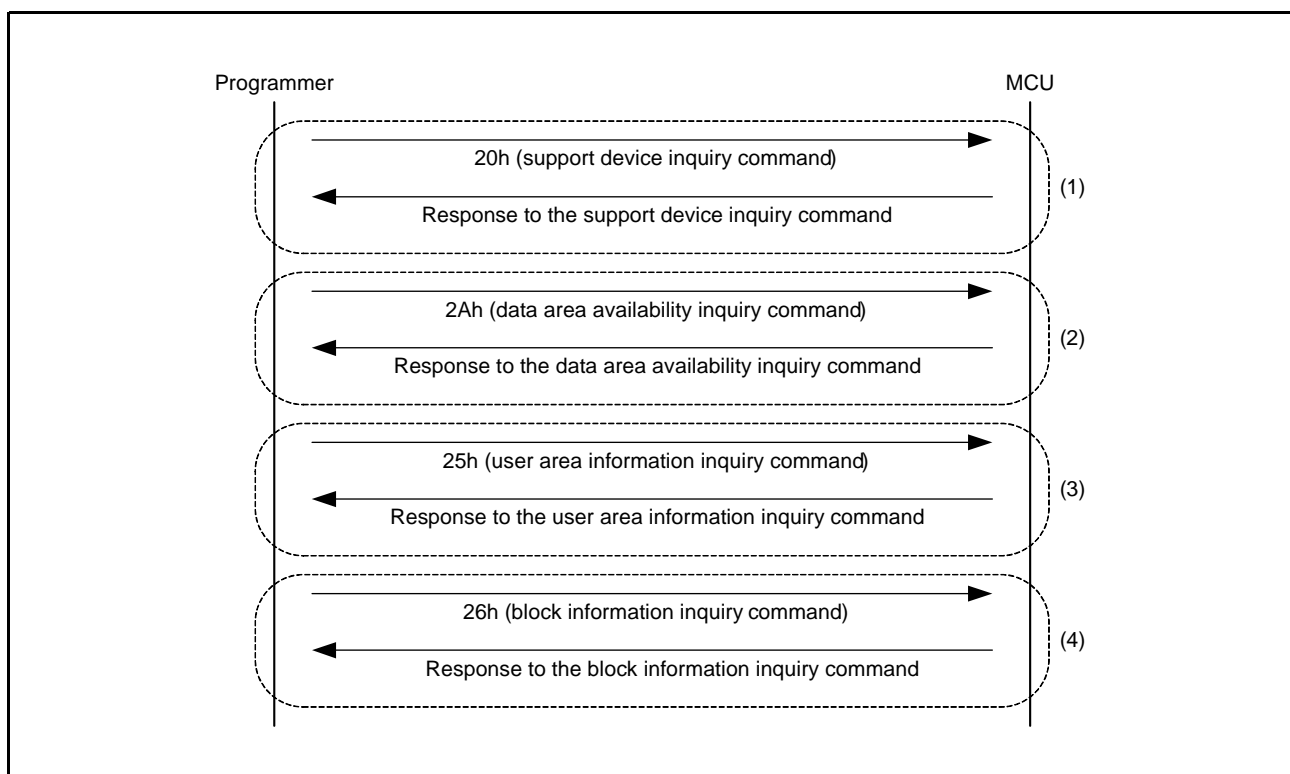 Programmer
MCU
20h (support device inquiry command)
Response to the support device inquiry command
(1)
2Ah (data area availability inquiry command)
Response to the data area availability inquiry command
(2)
25h (user area information inquiry command)
Response to the user area information inquiry command
(3)
26h (block information inquiry command)
Response to the block information inquiry command
(4)